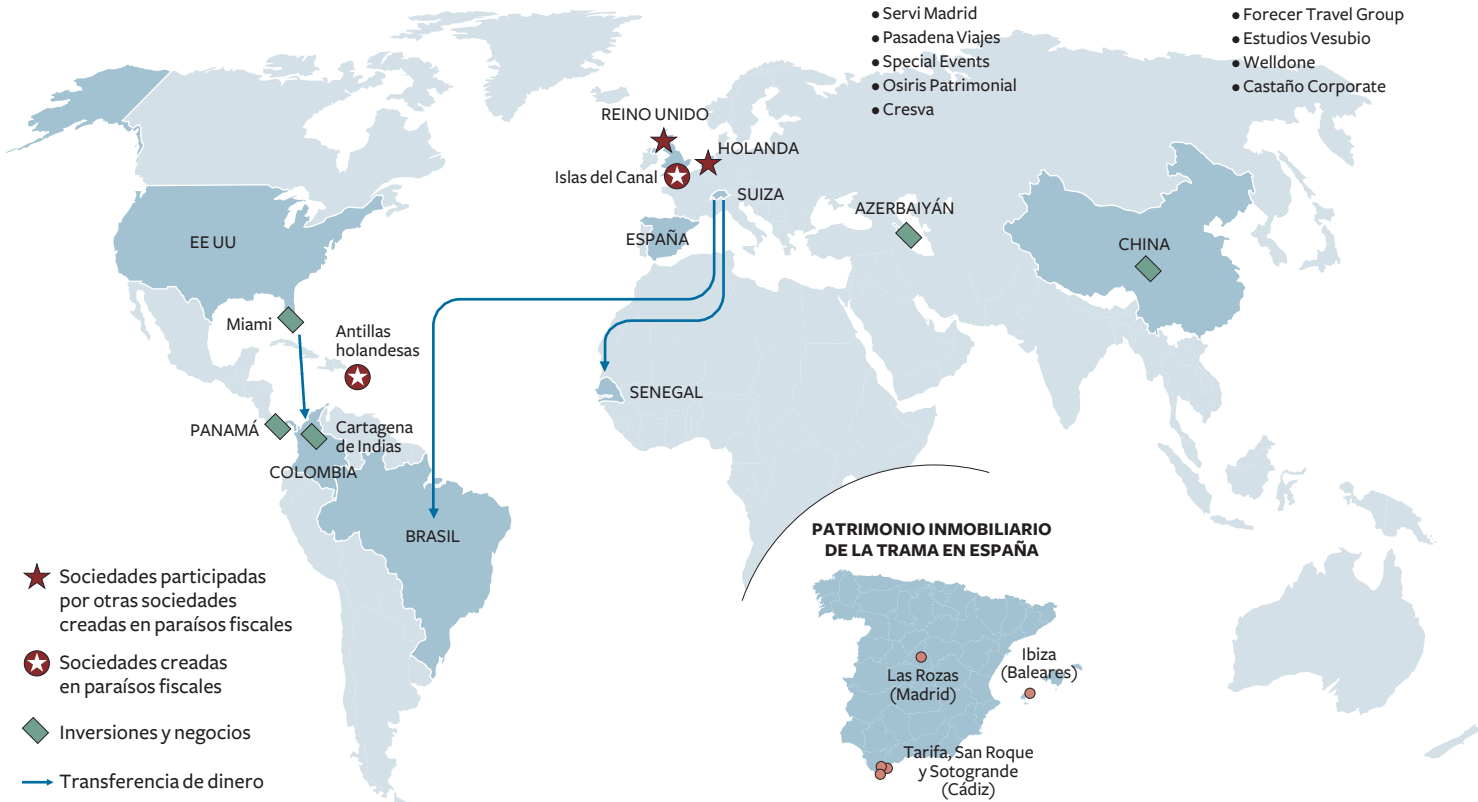 • Servi Madrid
• Pasadena Viajes
• Special Events
• Osiris Patrimonial
• Cresva
• Forecer Travel Group
• Estudios Vesubio
• Welldone
• Castaño Corporate
REINO UNIDO
HOLANDA
Islas del Canal
SUIZA
ESPAÑA
AZERBAIYÁN
CHINA
EE UU
Miami
Antillas
holandesas
PANAMÁ
Cartagena
de Indias
COLOMBIA
SENEGAL
BRASIL
Sociedades participadas
por otras sociedades
creadas en paraísos fiscales
Sociedades creadas
en paraísos fiscales
Inversiones y negocios
Transferencia de dinero
PATRIMONIO INMOBILIARIO
DE LA TRAMA EN ESPAÑA
Las Rozas
(Madrid)
Ibiza
(Baleares)
Tarifa, San Roque
y Sotogrande
(Cádiz)